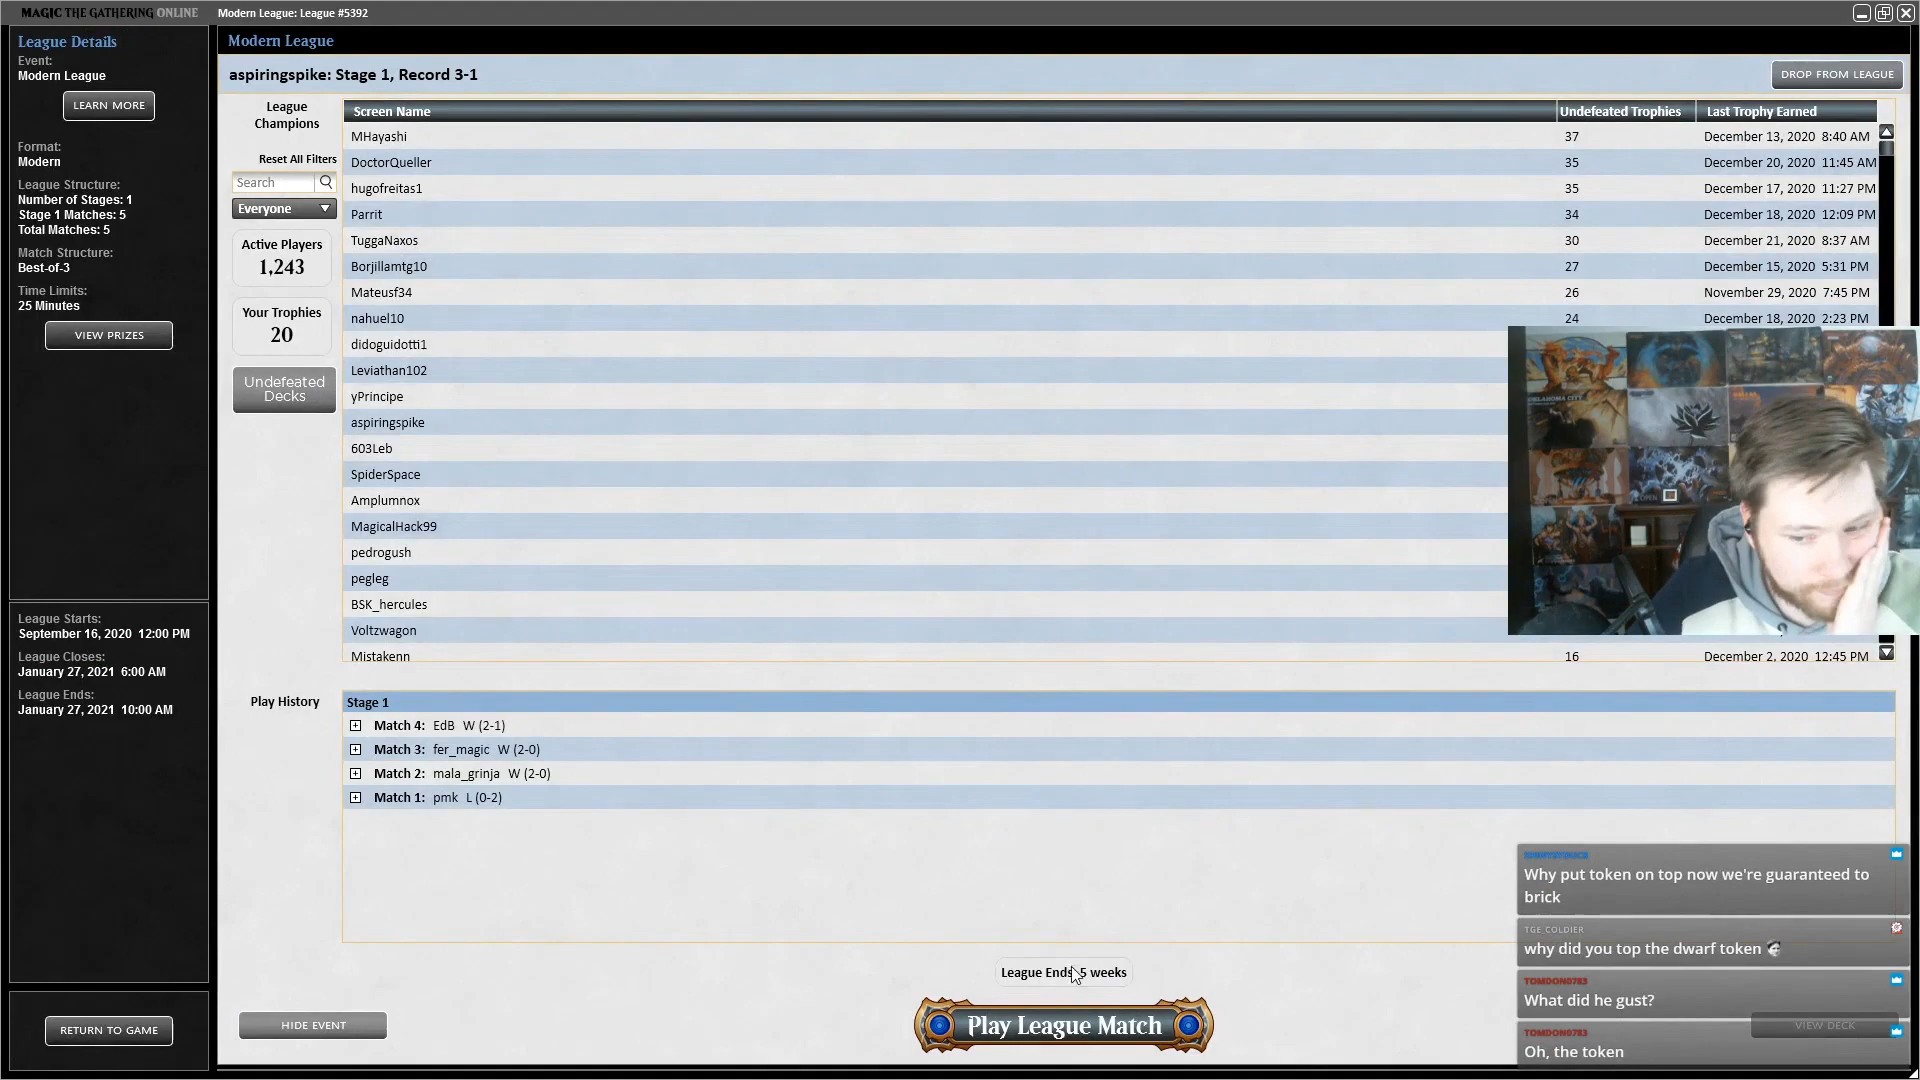 MAGIC THE GATHERING ONLINE
Modern League: League #5392
League Details
Event:
Modern League
LEARN MORE
Format:
Modern
League Structure:
Number of Stages: 1
Stage 1 Matches: 5
Total Matches: 5
Match Structure:
Best-of-3
Time Limits:
25 Minutes
VIEW PRIZES
League Starts:
September 16, 2020 12:00 PM
League Closes:
January 27, 2021 6:00 AM
League Ends:
January 27, 2021 10:00 AM
RETURN TO GAME
Modern League
aspiringspike: Stage 1, Record 3-1
DROP FROM LEAGUE
League
Champions
Reset All Filters
Search
Everyone
Active Players
1,243
Your Trophies
20
Undefeated
Decks
Screen Name Undefeated Trophies Last Trophy Earned
MHayashi 37 December 13, 2020 8:40 AM
DoctorQueller 35 December 20, 2020 11:45 AM
hugofreitas1 35 December 17, 2020 11:27 PM
Parrit 34 December 18, 2020 12:09 PM
TuggaNaxos 30 December 21, 2020 8:37 AM
Borjillamtg10 27 December 15, 2020 5:31 PM
Mateusf34 26 November 29, 2020 7:45 PM
nahuel10 24 December 18, 2020 2:23 PM
didoguidotti1
Leviathan102
yPrincipe
aspiringspike
603Leb
SpiderSpace
Amplumnox
MagicalHack99
pedrogush
pegleg
BSK_hercules
Voltzwagon
Mistakenn 16 December 2, 2020 12:45 PM
OKLAHOMA CITY
Play History
Stage 1
Match 4: EdB W (2-1)
Match 3: fer_magic W (2-0)
Match 2: mala_grinja W (2-0)
Match 1: pmk L (0-2)
League Ends 5 weeks
HIDE EVENT
Play League Match
VIEW DECK
Why put token on top now we're guaranteed to
brick
TGE_COLDIER
why did you top the dwarf token
TOMDON0783
What did he gust?
TOMDON0783
Oh, the token